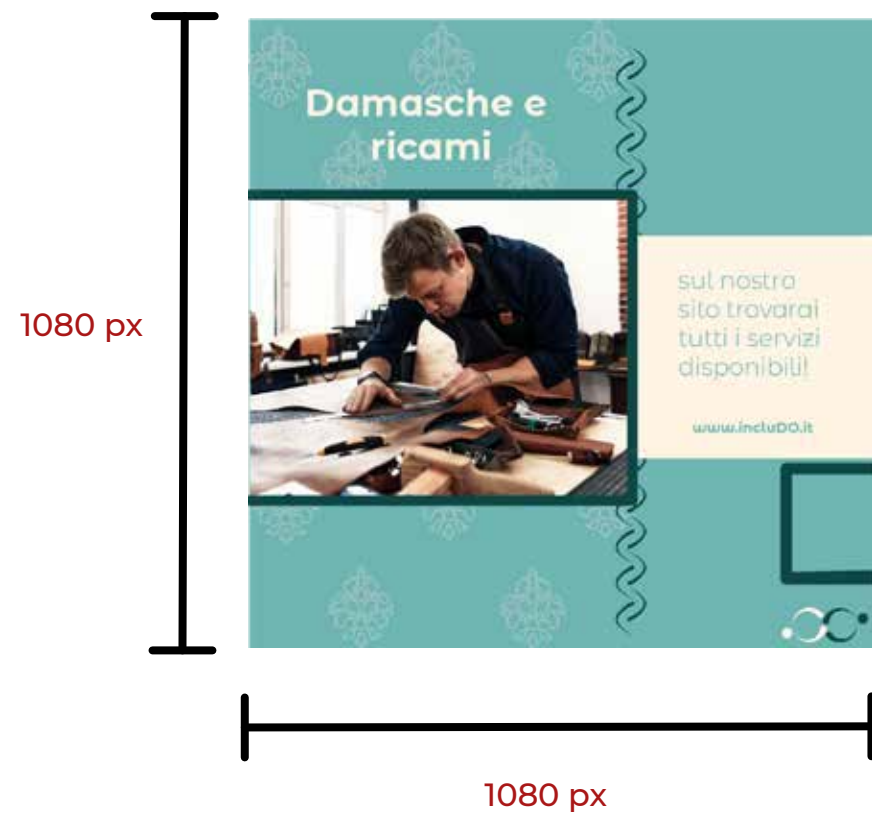 Damasche e
ricami
1080 px
sul nostro
sito trovarai
tutti i servizi
disponibili!
www.incluDO.it
1080 px